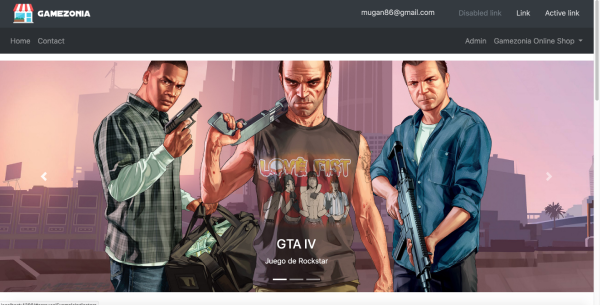 GAMEZONIA
mugan86@gmail.com Disabled link Link Active link
Home Contact Admin Gamezonia Online Shop
LOVE FIST
GTA IV
Juego de Rockstar